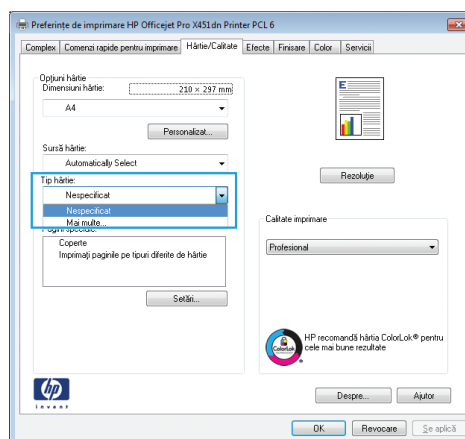 Preferințe de imprimare HP Officejet Pro X451dn Printer PCL 6
Complex Comenzi rapide pentru imprimare Hârtie/Calitate Efecte Finisare Color Servicii
Opțiuni hârtie
Dimensiuni hârtie: 210 × 297 mm
A4
Personalizat...
Sursă hârtie:
Automatically Select
Tip hârtie:
Nespecificat
Nespecificat
Mai multe...
Pagini speciale:
Coperte
Imprimați paginile pe tipuri diferite de hârtie
Setări...
E
Rezoluție
Calitate imprimare
Profesional
ColorLok
HP recomandă hârtia ColorLok® pentru
cele mai bune rezultate
hp
invent
Despre... Ajutor
OK Revocare Se aplică